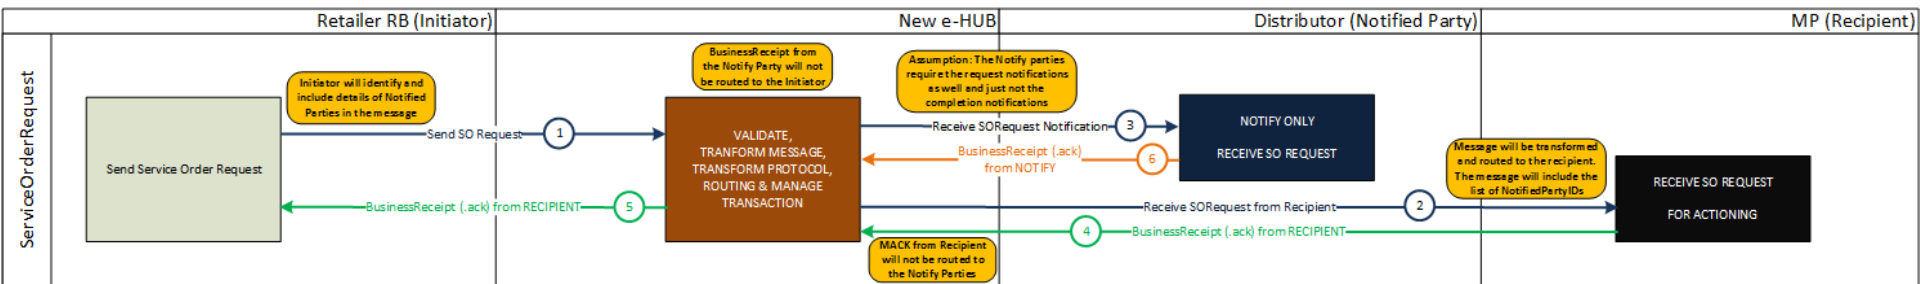 Retailer RB (Initiator)
New e-HUB
Distributor (Notified Party)
MP (Recipient)
ServiceOrderRequest
Send Service Order Request
Initiator will identify and
include details of Notified
Parties in the message
Send SO Request
1
BusinessReceipt from
the Notify Party will not
be routed to the Initiator
VALIDATE,
TRANFORM MESSAGE,
TRANSFORM PROTOCOL,
ROUTING & MANAGE
TRANSACTION
BusinessReceipt (.ack) from RECIPIENT
5
Assumption: The Notify parties
require the request notifications
as well and just not the
completion notifications
Receive SORequest Notification
3
BusinessReceipt (.ack)
from NOTIFY
6
NOTIFY ONLY
RECEIVE SO REQUEST
Receive SORequest from Recipient
2
4
BusinessReceipt (.ack) from RECIPIENT
MACK from Recipient
will not be routed to
the Notify Parties
Message will be transformed
and routed to the recipient.
The message will include the
list of NotifiedPartyIDs
RECEIVE SO REQUEST
FOR ACTIONING